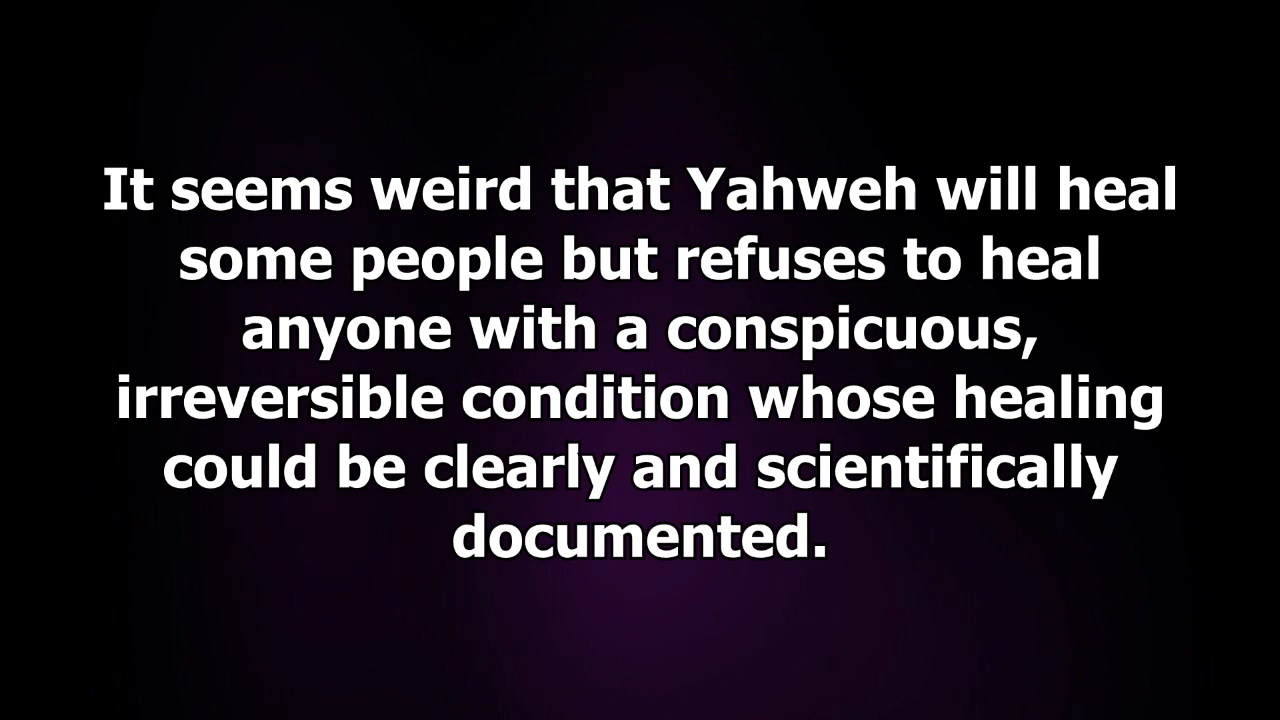 It seems weird that Yahweh will heal
some people but refuses to heal
anyone with a conspicuous,
irreversible condition whose healing
could be clearly and scientifically
documented.